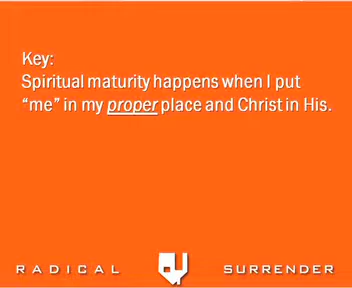 Key:
Spiritual maturity happens when I put
“me” in my proper place and Christ in His.
RADICAL SURRENDER